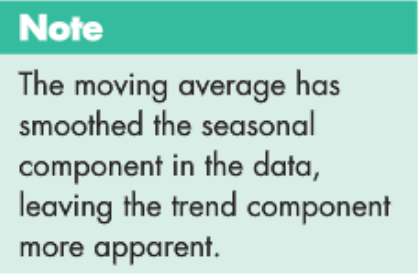 Note
The moving average has
smoothed the seasonal
component in the data,
leaving the trend component
more apparent.